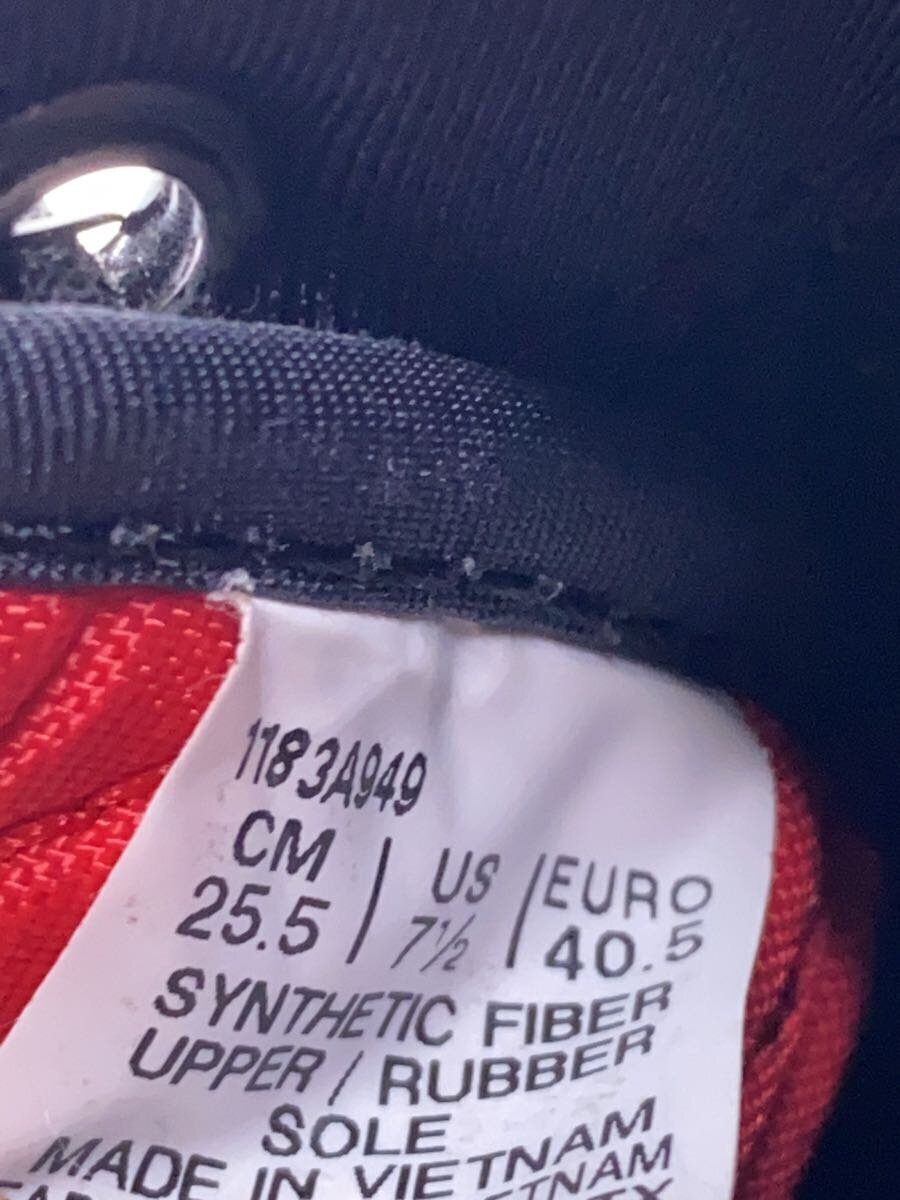 1183A949
CM | US | EURO
25.5 | 7½ | 40.5
SYNTHETIC FIBER
UPPER / RUBBER
SOLE
MADE IN VIETNAM